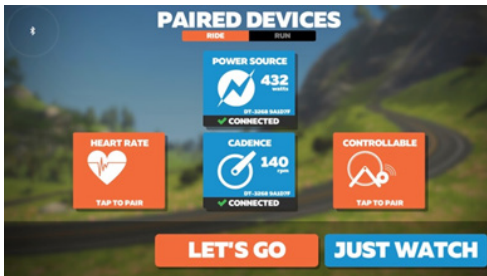 PAIRED DEVICES
RIDE
RUN
POWER SOURCE
432
watts
CONNECTED
HEART RATE
TAP TO PAIR
CADENCE
140
rpm
CONNECTED
CONTROLLABLE
TAP TO PAIR
LET'S GO
JUST WATCH